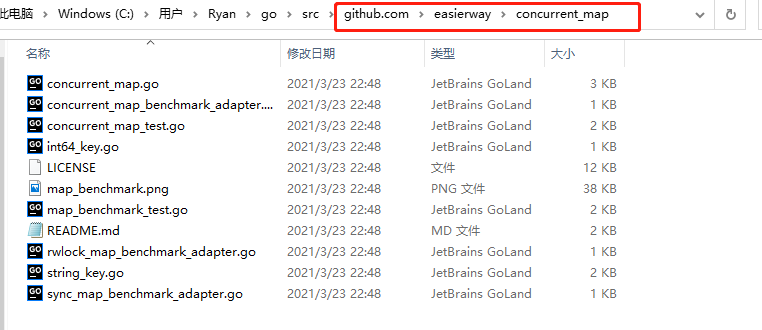 此电脑 > Windows (C:) > 用户 > Ryan > go > src > github.com > easierway > concurrent_map
名称 修改日期 类型 大小
concurrent_map.go 2021/3/23 22:48 JetBrains GoLand 3 KB
concurrent_map_benchmark_adapter.... 2021/3/23 22:48 JetBrains GoLand 1 KB
concurrent_map_test.go 2021/3/23 22:48 JetBrains GoLand 2 KB
int64_key.go 2021/3/23 22:48 JetBrains GoLand 1 KB
LICENSE 2021/3/23 22:48 文件 12 KB
map_benchmark.png 2021/3/23 22:48 PNG 文件 38 KB
map_benchmark_test.go 2021/3/23 22:48 JetBrains GoLand 2 KB
README.md 2021/3/23 22:48 MD 文件 2 KB
rwlock_map_benchmark_adapter.go 2021/3/23 22:48 JetBrains GoLand 1 KB
string_key.go 2021/3/23 22:48 JetBrains GoLand 2 KB
sync_map_benchmark_adapter.go 2021/3/23 22:48 JetBrains GoLand 1 KB